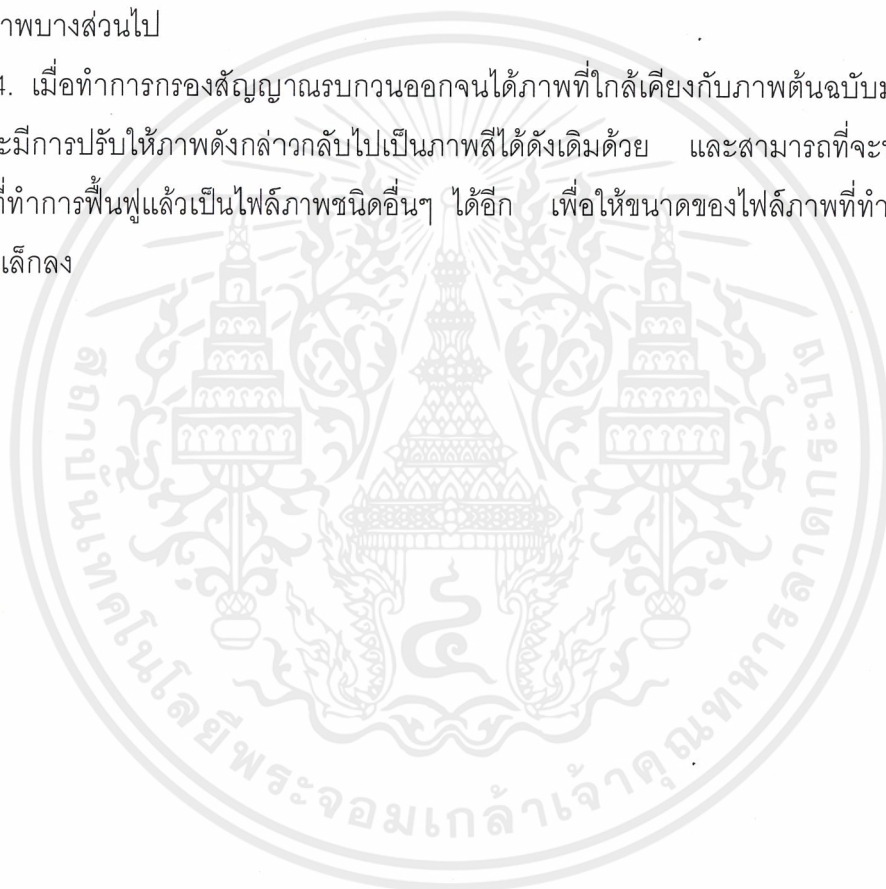 าพบางส่วนไป
4. เมื่อทำการกรองสัญญาณรบกวนออกจนได้ภาพที่ใกล้เคียงกับภาพต้นฉบับม
ะมีการปรับให้ภาพดังกล่าวกลับไปเป็นภาพสีได้ดังเดิมด้วย และสามารถที่จะ
ที่ทำการฟื้นฟูแล้วเป็นไฟล์ภาพชนิดอื่นๆ ได้อีก เพื่อให้ขนาดของไฟล์ภาพที่ทำ
เล็กลง
สถาบันเทคโนโลยีพระจอมเกล้าเจ้าคุณทหารลาดกระบัง
๔